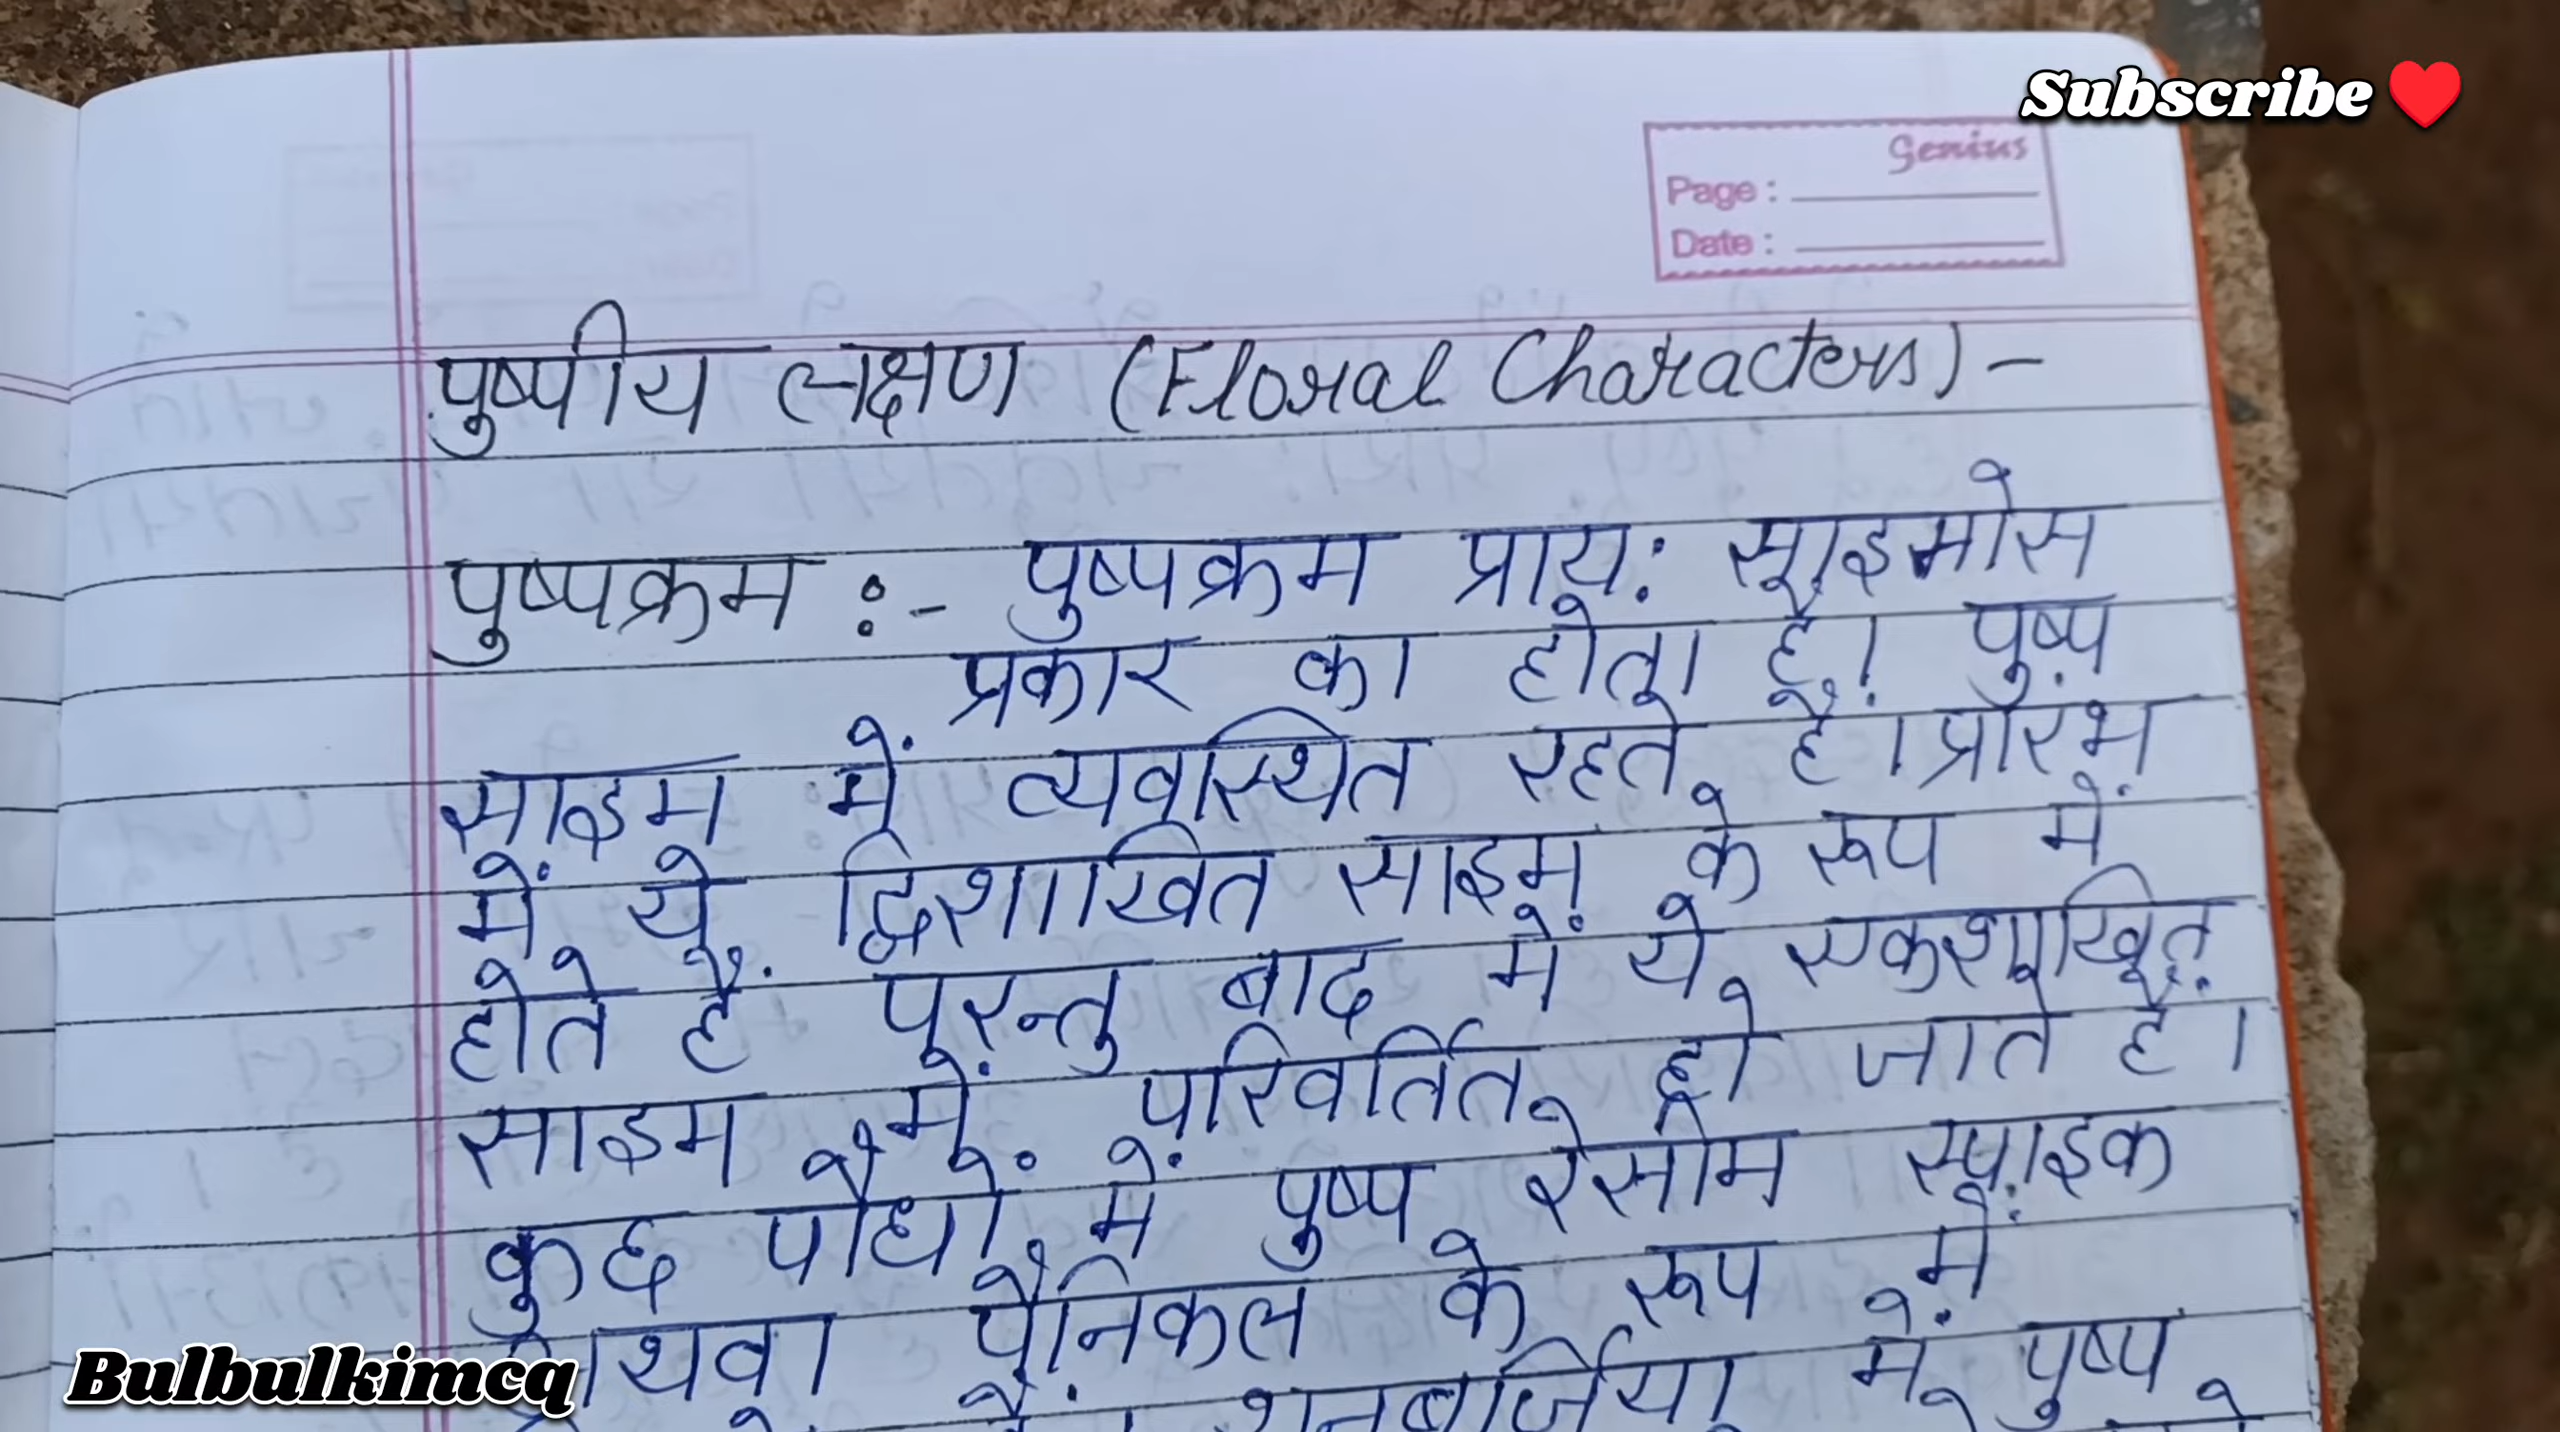 Subscribe ❤
Genius
Page :
Date :
पुष्पीय लक्षण (Floral Characters) -
पुष्पक्रम :- पुष्पक्रम प्रायः साइमोस
प्रकार का होता है। पुष्प
साइम में व्यवस्थित रहते हैं। प्रारंभ
में ये द्विशाखित साइम के रूप में
होते हैं परन्तु बाद में ये एकशाखित
साइम में परिवर्तित हो जाते हैं।
कुछ पौधों में पुष्प रेसीम स्पाइक
अथवा पैनिकल के रूप में
में पुष्प
Bulbulkimcq